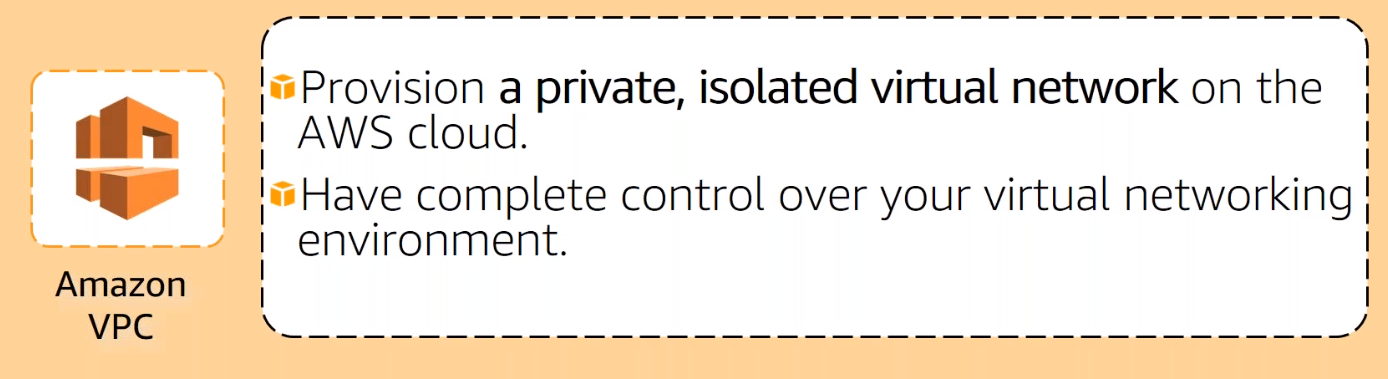 Provision a private, isolated virtual network on the
AWS cloud.
Have complete control over your virtual networking
environment.
Amazon
VPC